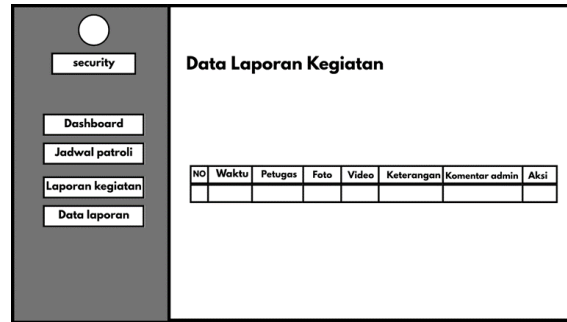 security
Dashboard
Jadwal patroli
Laporan kegiatan
Data laporan
Data Laporan Kegiatan
NO Waktu Petugas Foto Video Keterangan Komentar admin Aksi